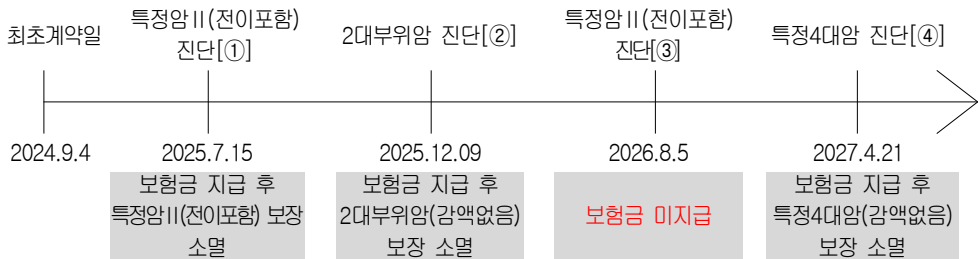 최초계약일
특정암Ⅱ(전이포함)
진단[①]
2대부위암 진단[②]
특정암Ⅱ(전이포함)
진단[③]
특정4대암 진단[④]
2024.9.4
2025.7.15
2025.12.09
2026.8.5
2027.4.21
보험금 지급 후
특정암Ⅱ(전이포함) 보장
소멸
보험금 지급 후
2대부위암(감액없음)
보장 소멸
보험금 미지급
보험금 지급 후
특정4대암(감액없음)
보장 소멸